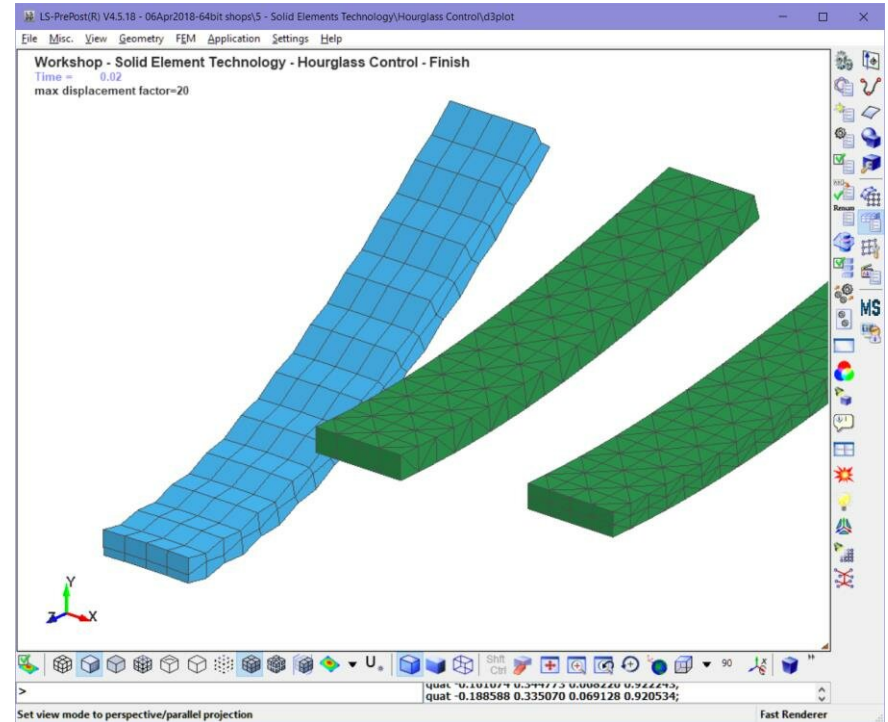 LS-PrePost(R) V4.5.18 - 06Apr2018-64bit shops\5 - Solid Elements Technology\Hourglass Control\d3plot
File Misc. View Geometry FEM Application Settings Help
Workshop - Solid Element Technology - Hourglass Control - Finish
Time = 0.02
max displacement factor=20
Renum
MS
Y
Z X
U. Shft 90
Ctrl
>
quat -0.188588 0.335070 0.069128 0.920534;
Set view mode to perspective/parallel projection Fast Renderer